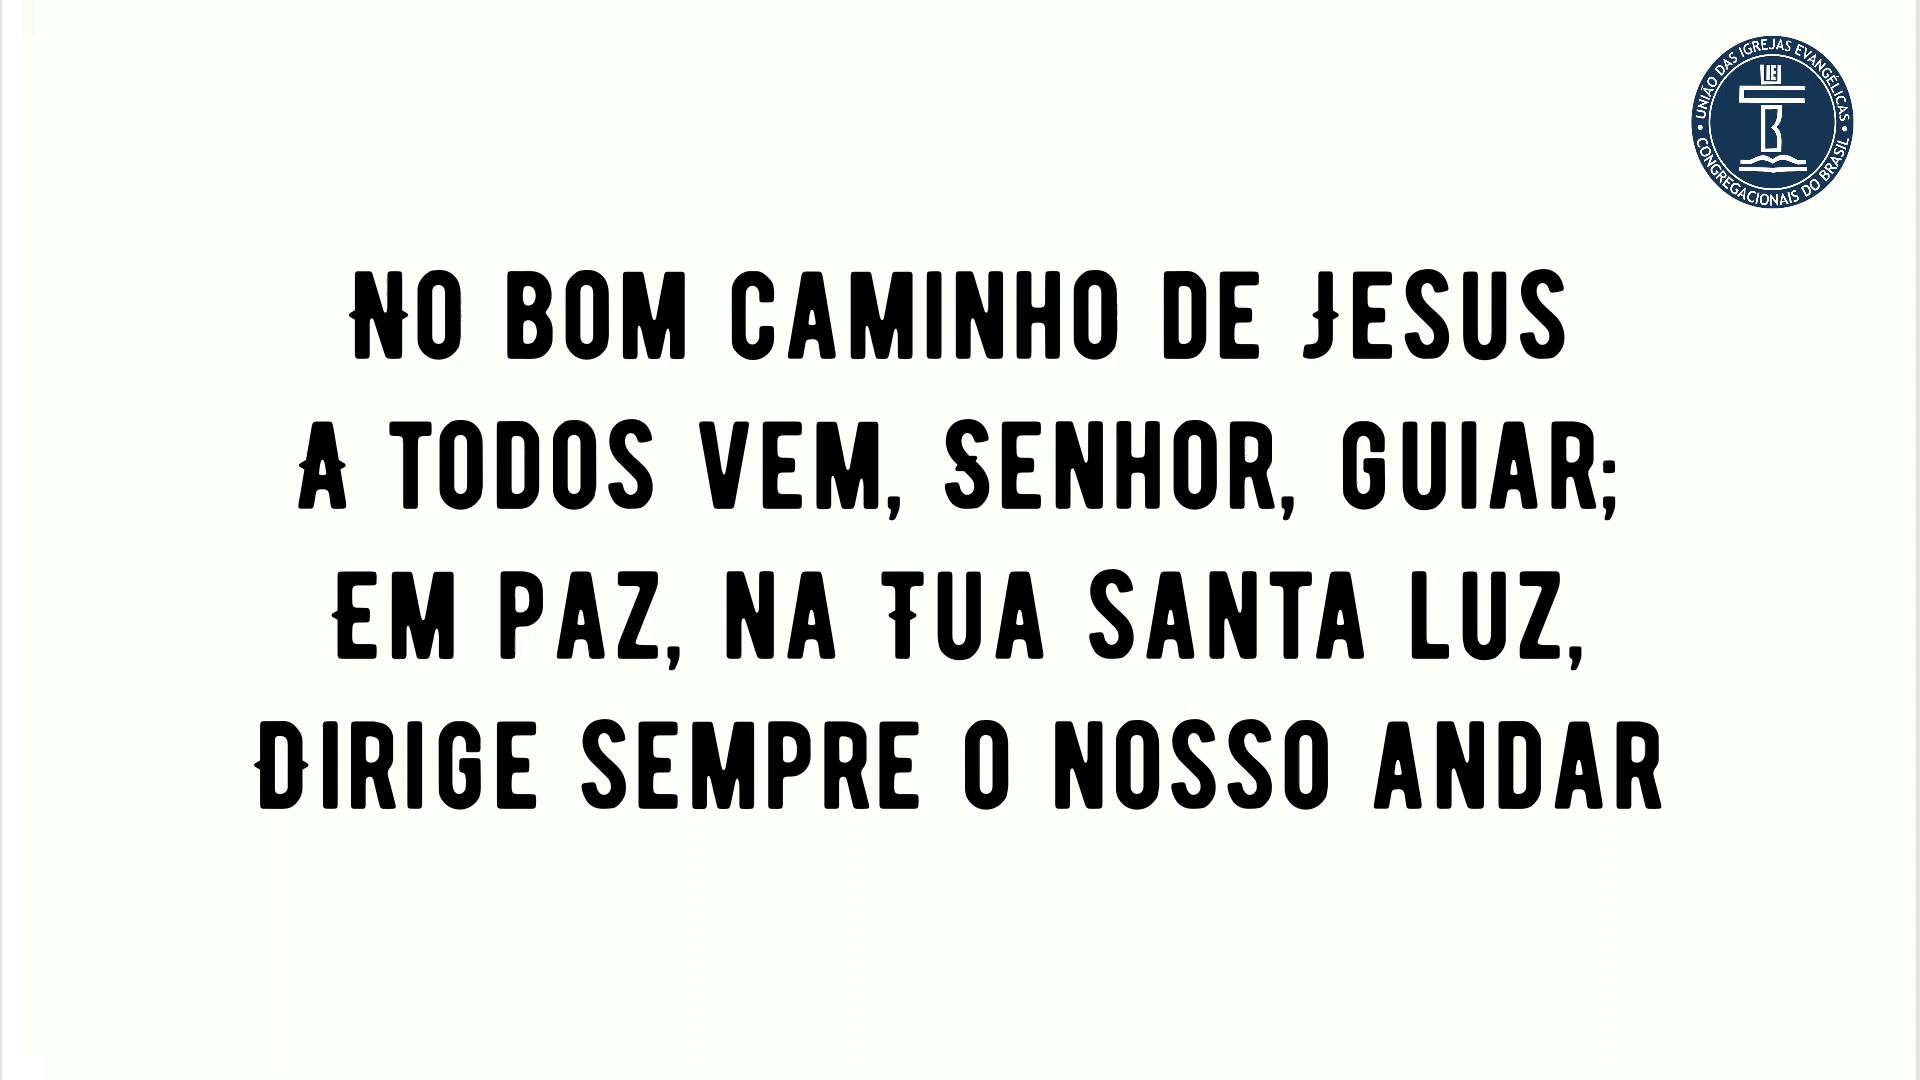 UNIÃO DAS IGREJAS EVANGÉLICAS
CONGREGACIONAIS DO BRASIL
No bom caminho de Jesus
A todos vem, Senhor, guiar;
Em paz, na Tua santa luz,
Dirige sempre o nosso andar